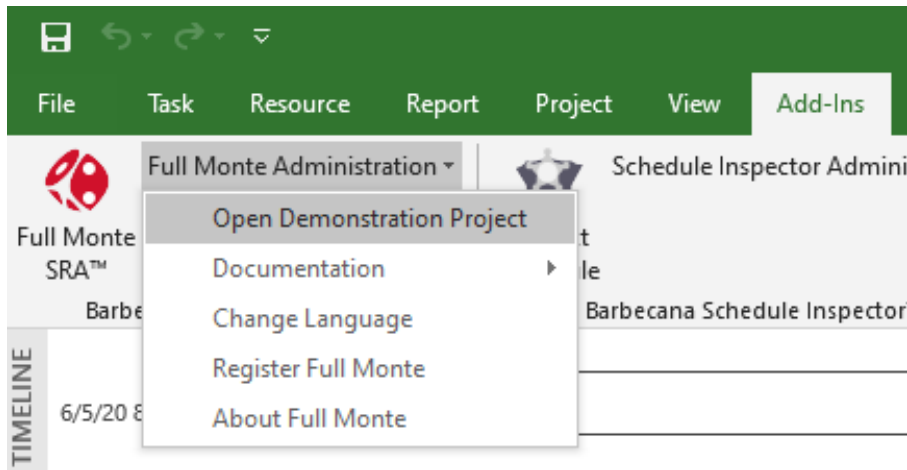 File Task Resource Report Project View Add-Ins
Full Monte Administration
Schedule Inspector Admini
Full Monte
SRA™
Open Demonstration Project
Documentation
Change Language
Register Full Monte
About Full Monte
t
le
Barbe
Barbecana Schedule Inspector
TIMELINE
6/5/20 8